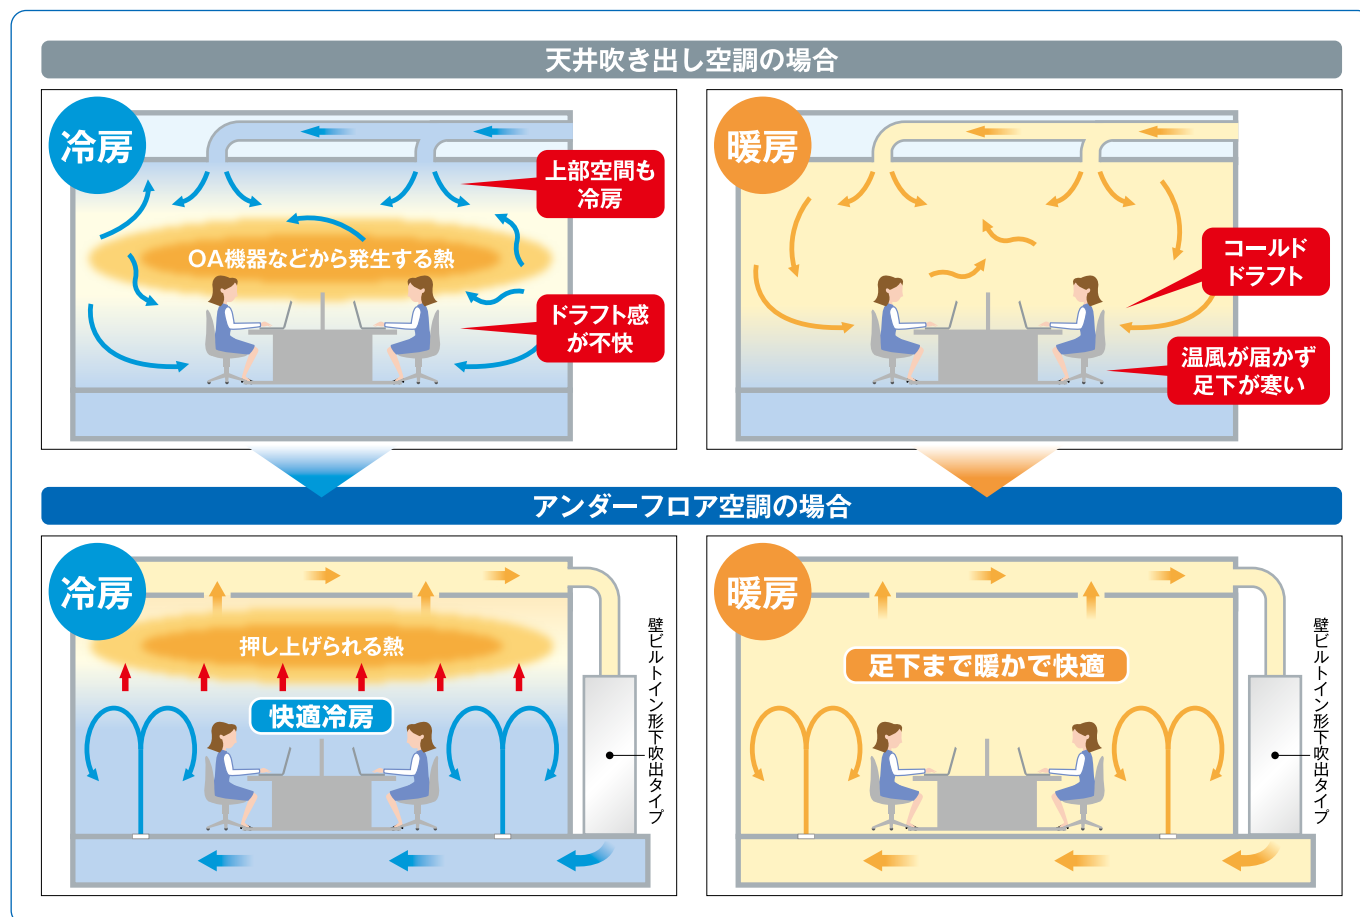 天井吹き出し空調の場合
冷房
上部空間も
冷房
OA機器などから発生する熱
ドラフト感
が不快
暖房
コールド
ドラフト
温風が届かず
足下が寒い
アンダーフロア空調の場合
冷房
押し上げられる熱
快適冷房
壁ビルトイン形下吹出タイプ
暖房
足下まで暖かで快適
壁ビルトイン形下吹出タイプ